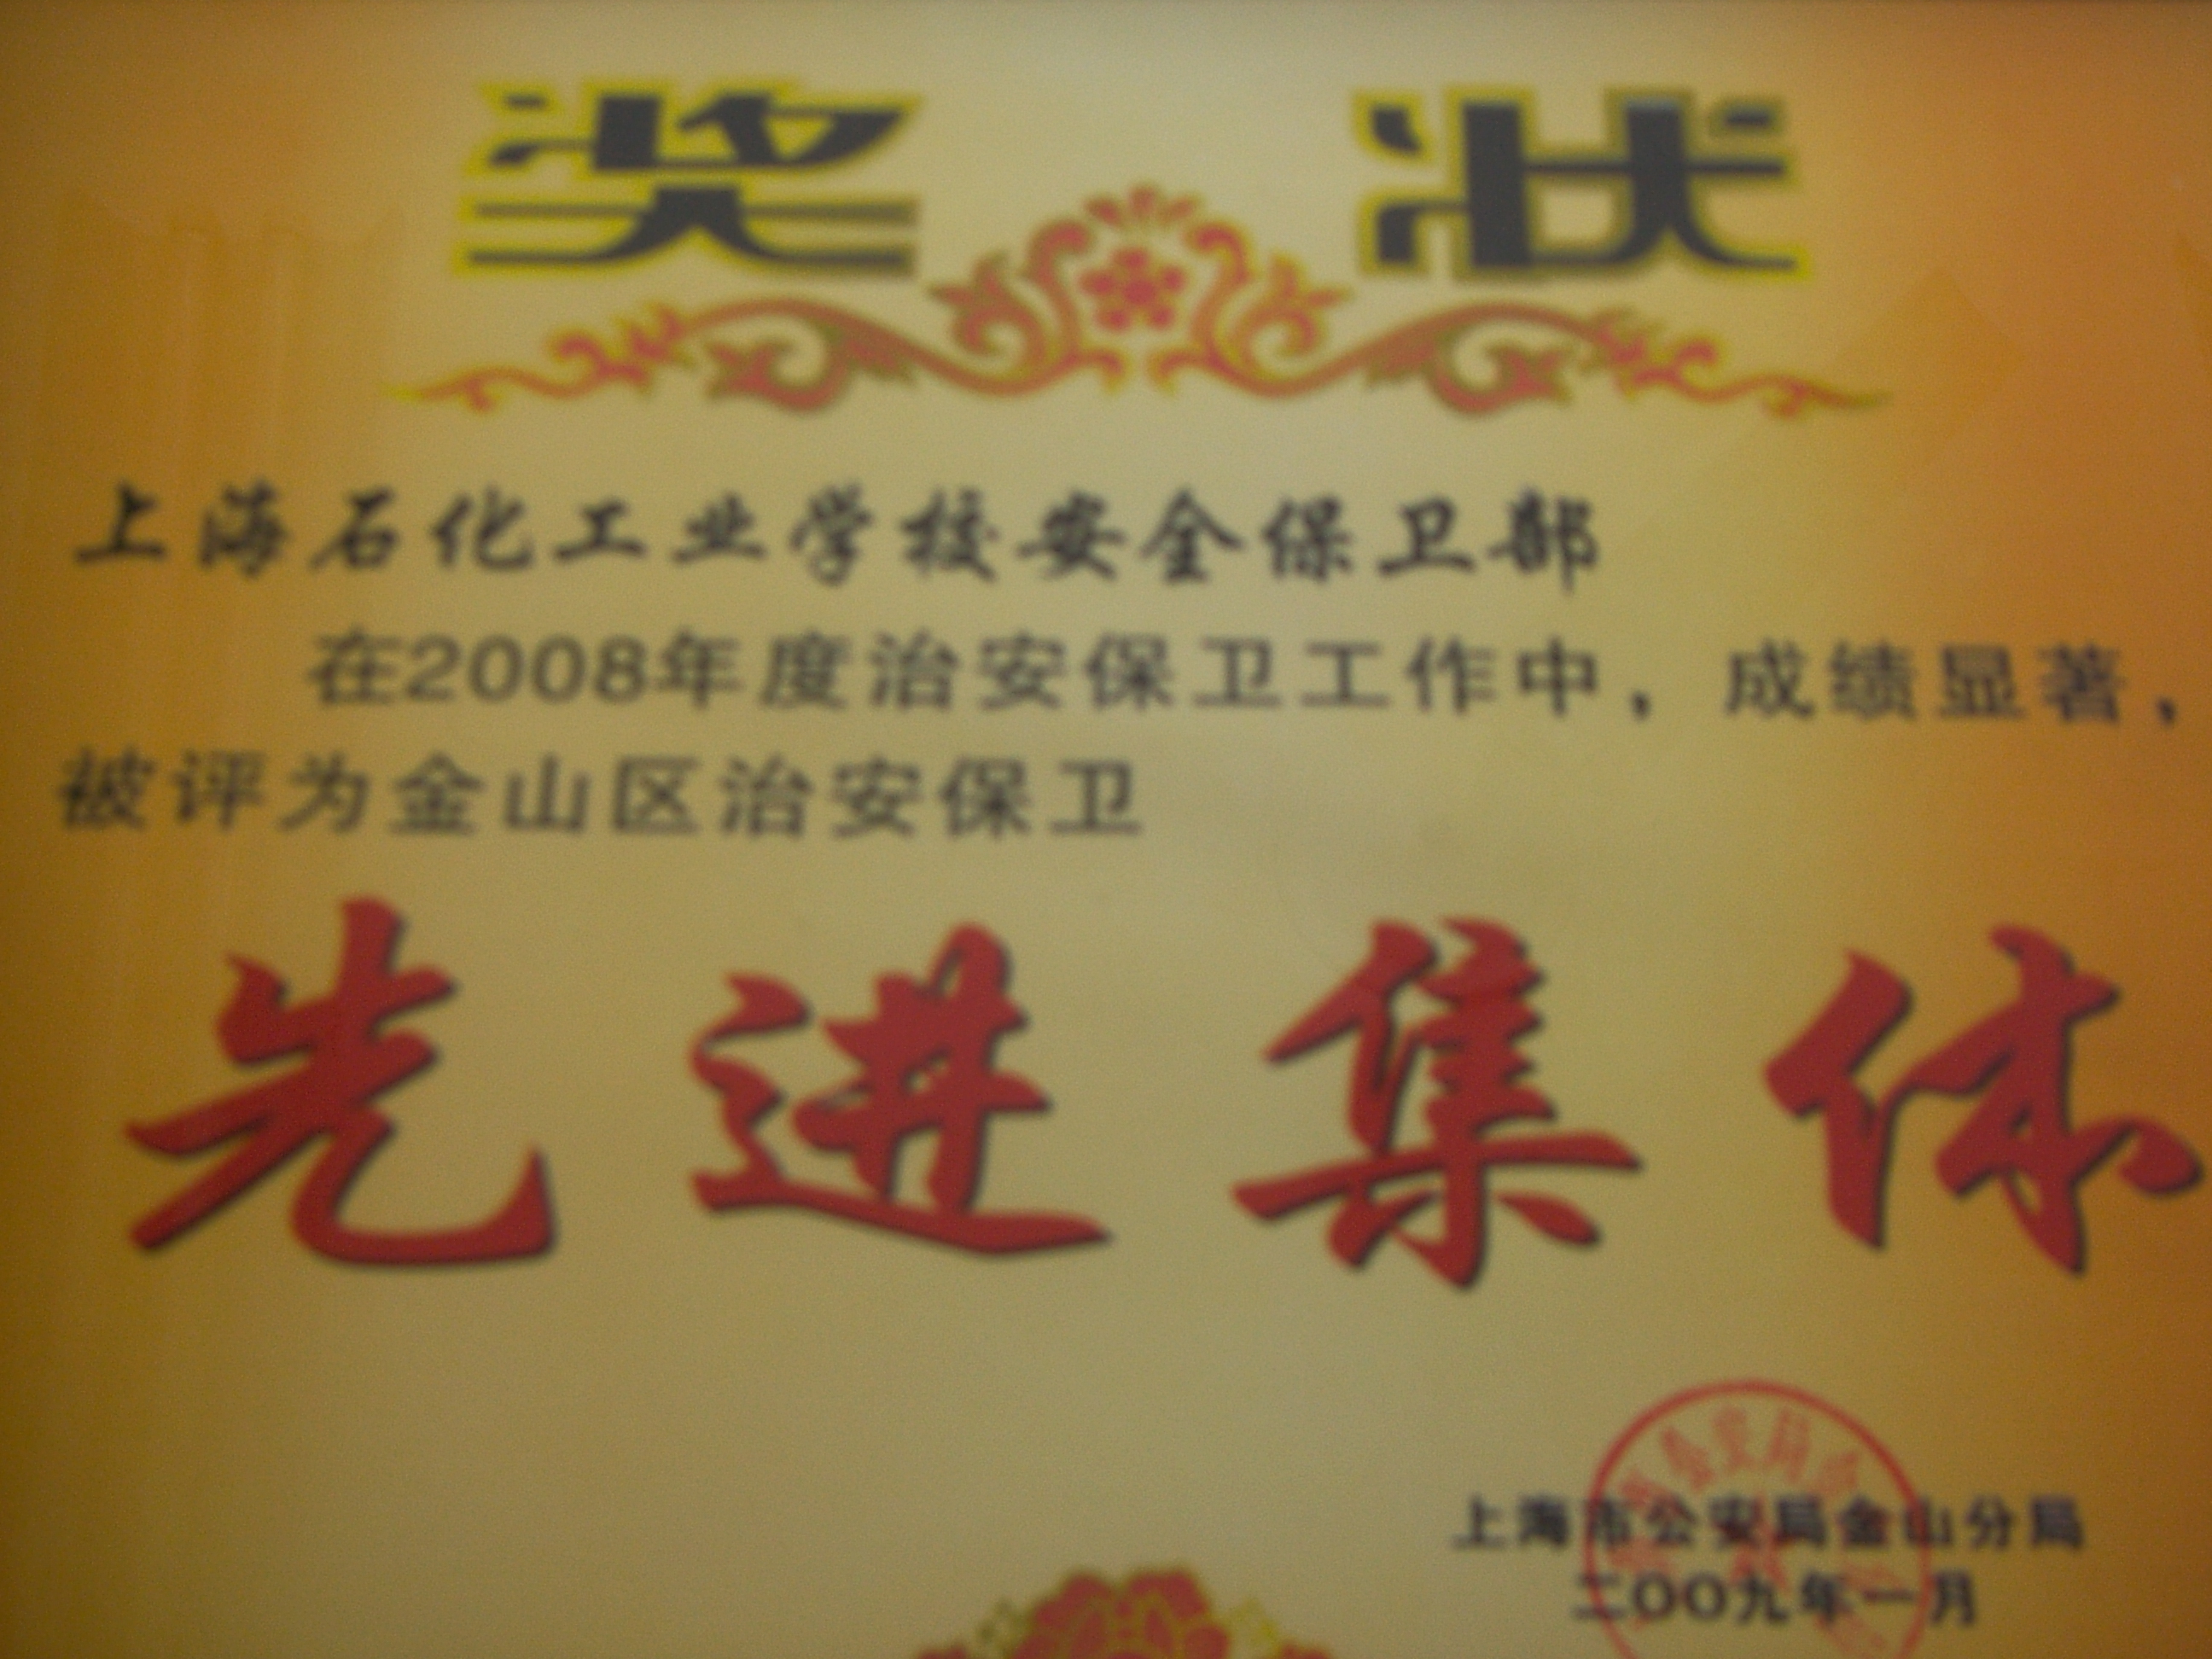 奖 状
上海石化工业学校安全保卫部
在2008年度治安保卫工作中，成绩显著，
被评为金山区治安保卫
先进集体
上海市公安局金山分局
二〇〇九年一月